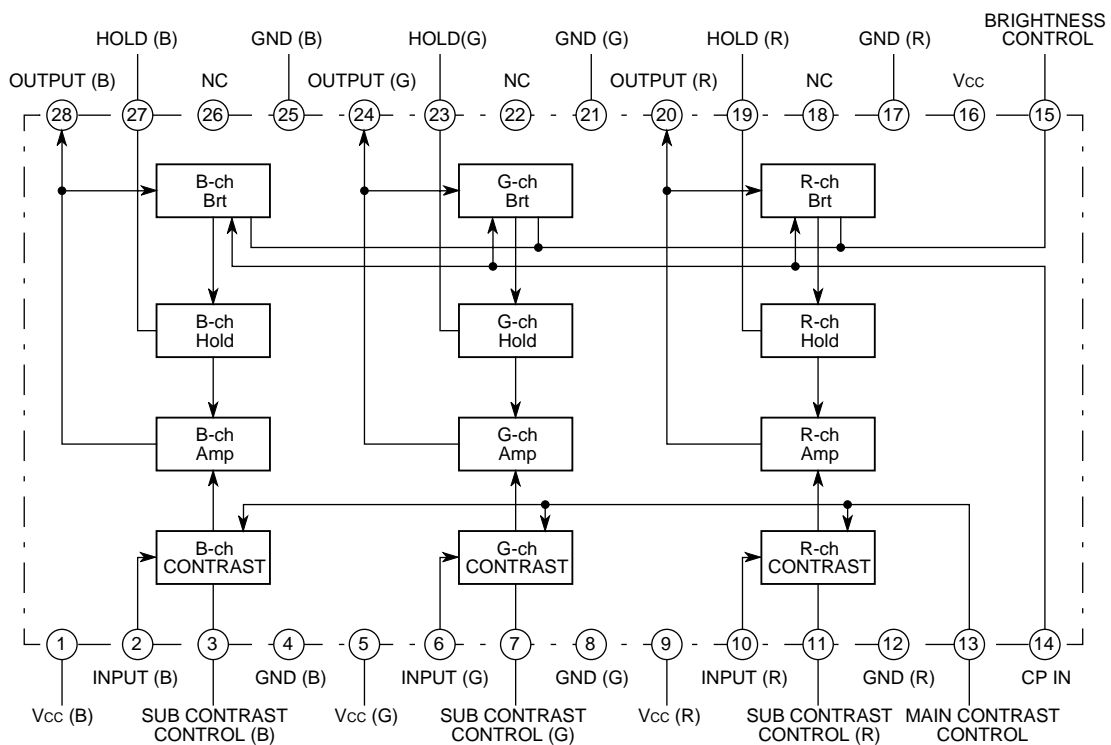 BRIGHTNESS
CONTROL
HOLD (B)
GND (B)
HOLD(G)
GND (G)
HOLD (R)
GND (R)
OUTPUT (B)
NC
OUTPUT (G)
NC
OUTPUT (R)
NC
Vcc
28
27
26
25
24
23
22
21
20
19
18
17
16
15
B-ch
Brt
G-ch
Brt
R-ch
Brt
B-ch
Hold
G-ch
Hold
R-ch
Hold
B-ch
Amp
G-ch
Amp
R-ch
Amp
B-ch
CONTRAST
G-ch
CONTRAST
R-ch
CONTRAST
1
2
3
4
5
6
7
8
9
10
11
12
13
14
INPUT (B)
GND (B)
INPUT (G)
GND (G)
INPUT (R)
GND (R)
CP IN
Vcc (B)
SUB CONTRAST
CONTROL (B)
Vcc (G)
SUB CONTRAST
CONTROL (G)
Vcc (R)
SUB CONTRAST
CONTROL (R)
MAIN CONTRAST
CONTROL